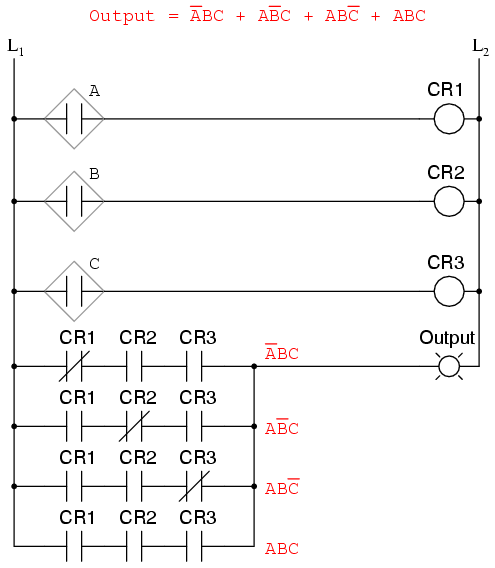 Output = A̅BC + AB̅C + ABC̅ + ABC
L₁ L₂
A CR1
B CR2
C CR3
CR1 CR2 CR3 A̅BC Output
CR1 CR2 CR3 AB̅C
CR1 CR2 CR3 ABC̅
CR1 CR2 CR3 ABC